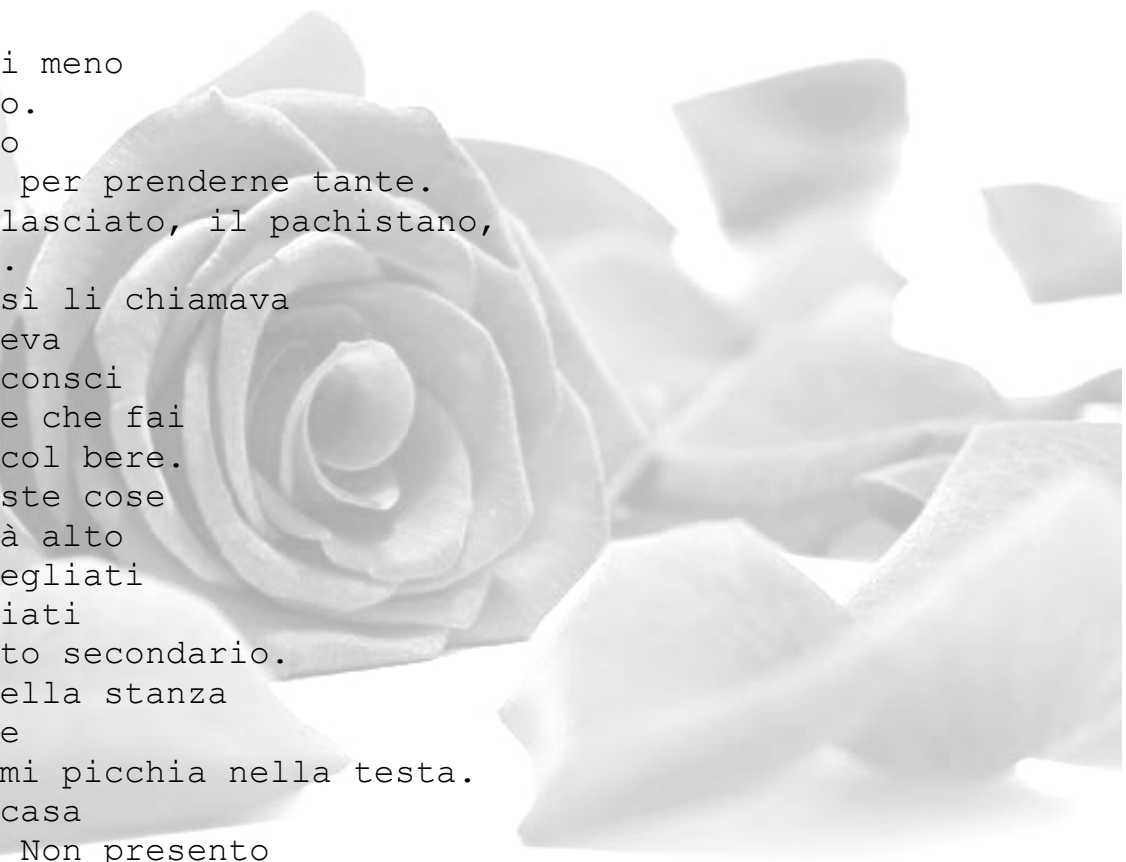 i meno
o.
o
per prenderne tante.
lasciato, il pachistano,
.
sì li chiamava
eva
consci
e che fai
col bere.
ste cose
à alto
egliati
iati
to secondario.
ella stanza
e
mi picchia nella testa.
casa
Non presento